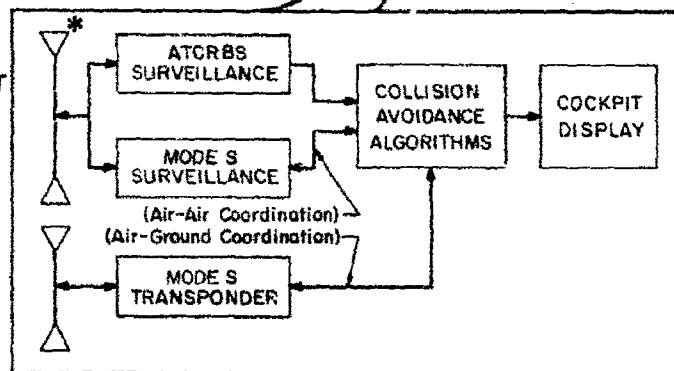 *
ATCRBS
SURVEILLANCE
COLLISION
AVOIDANCE
ALGORITHMS
COCKPIT
DISPLAY
MODE S
SURVEILLANCE
(Air-Air Coordination)
(Air-Ground Coordination)
MODE S
TRANSPONDER